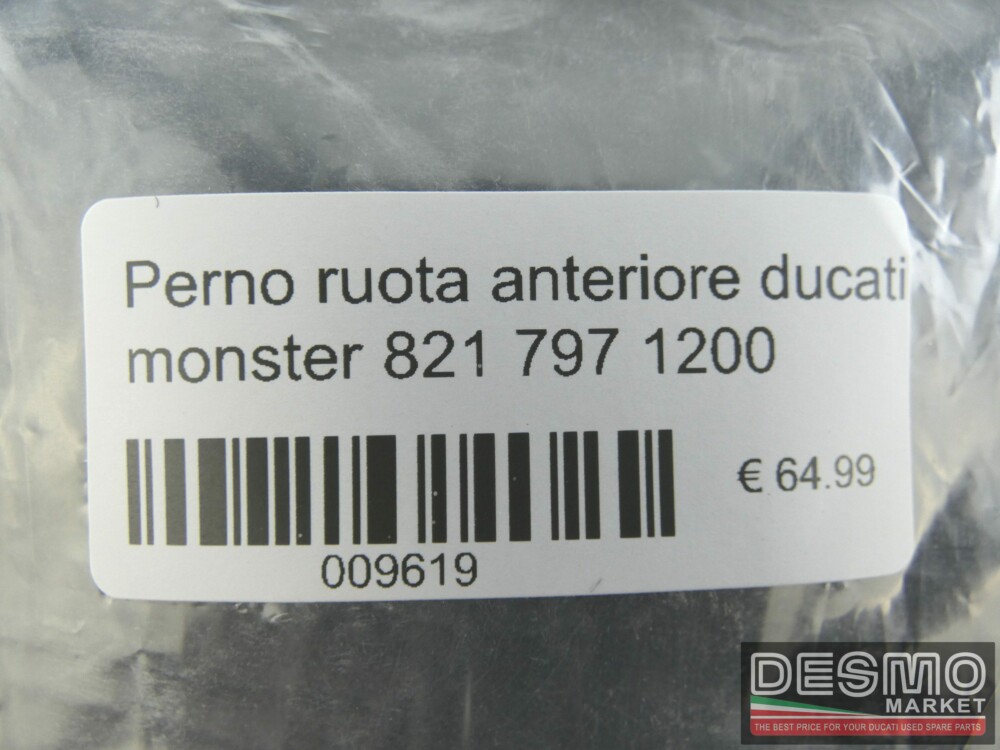 Perno ruota anteriore ducati
monster 821 797 1200
€ 64.99
009619
DESMO
MARKET
THE BEST PRICE FOR YOUR DUCATI USED SPARE PARTS